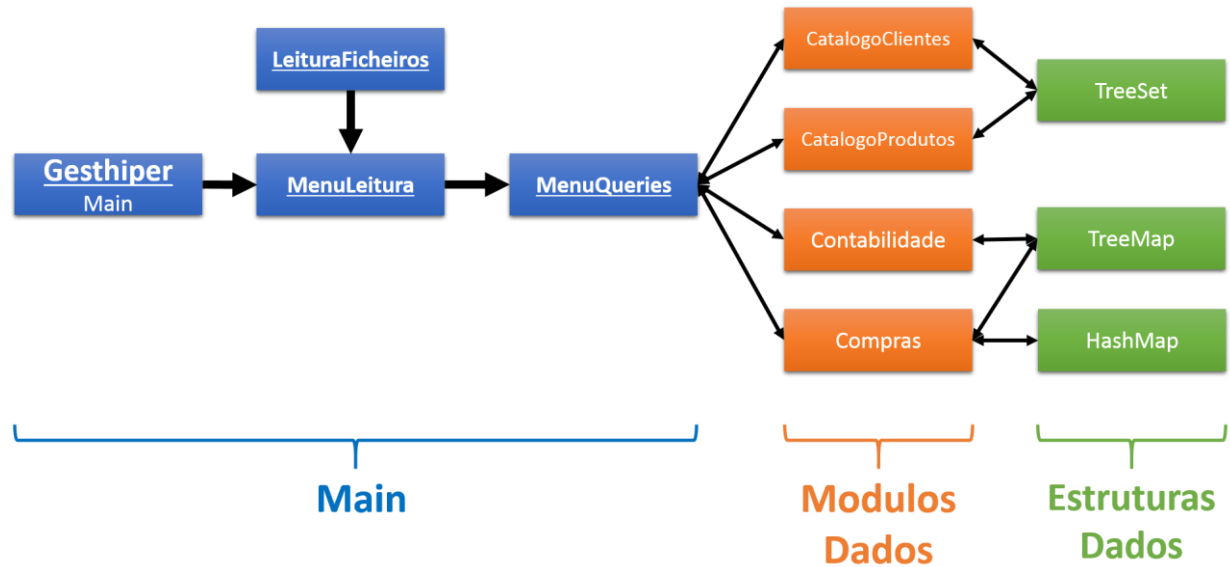 LeituraFicheiros
Gesthiper
Main
MenuLeitura
MenuQueries
CatalogoClientes
CatalogoProdutos
Contabilidade
Compras
TreeSet
TreeMap
HashMap
Main
Modulos
Dados
Estruturas
Dados